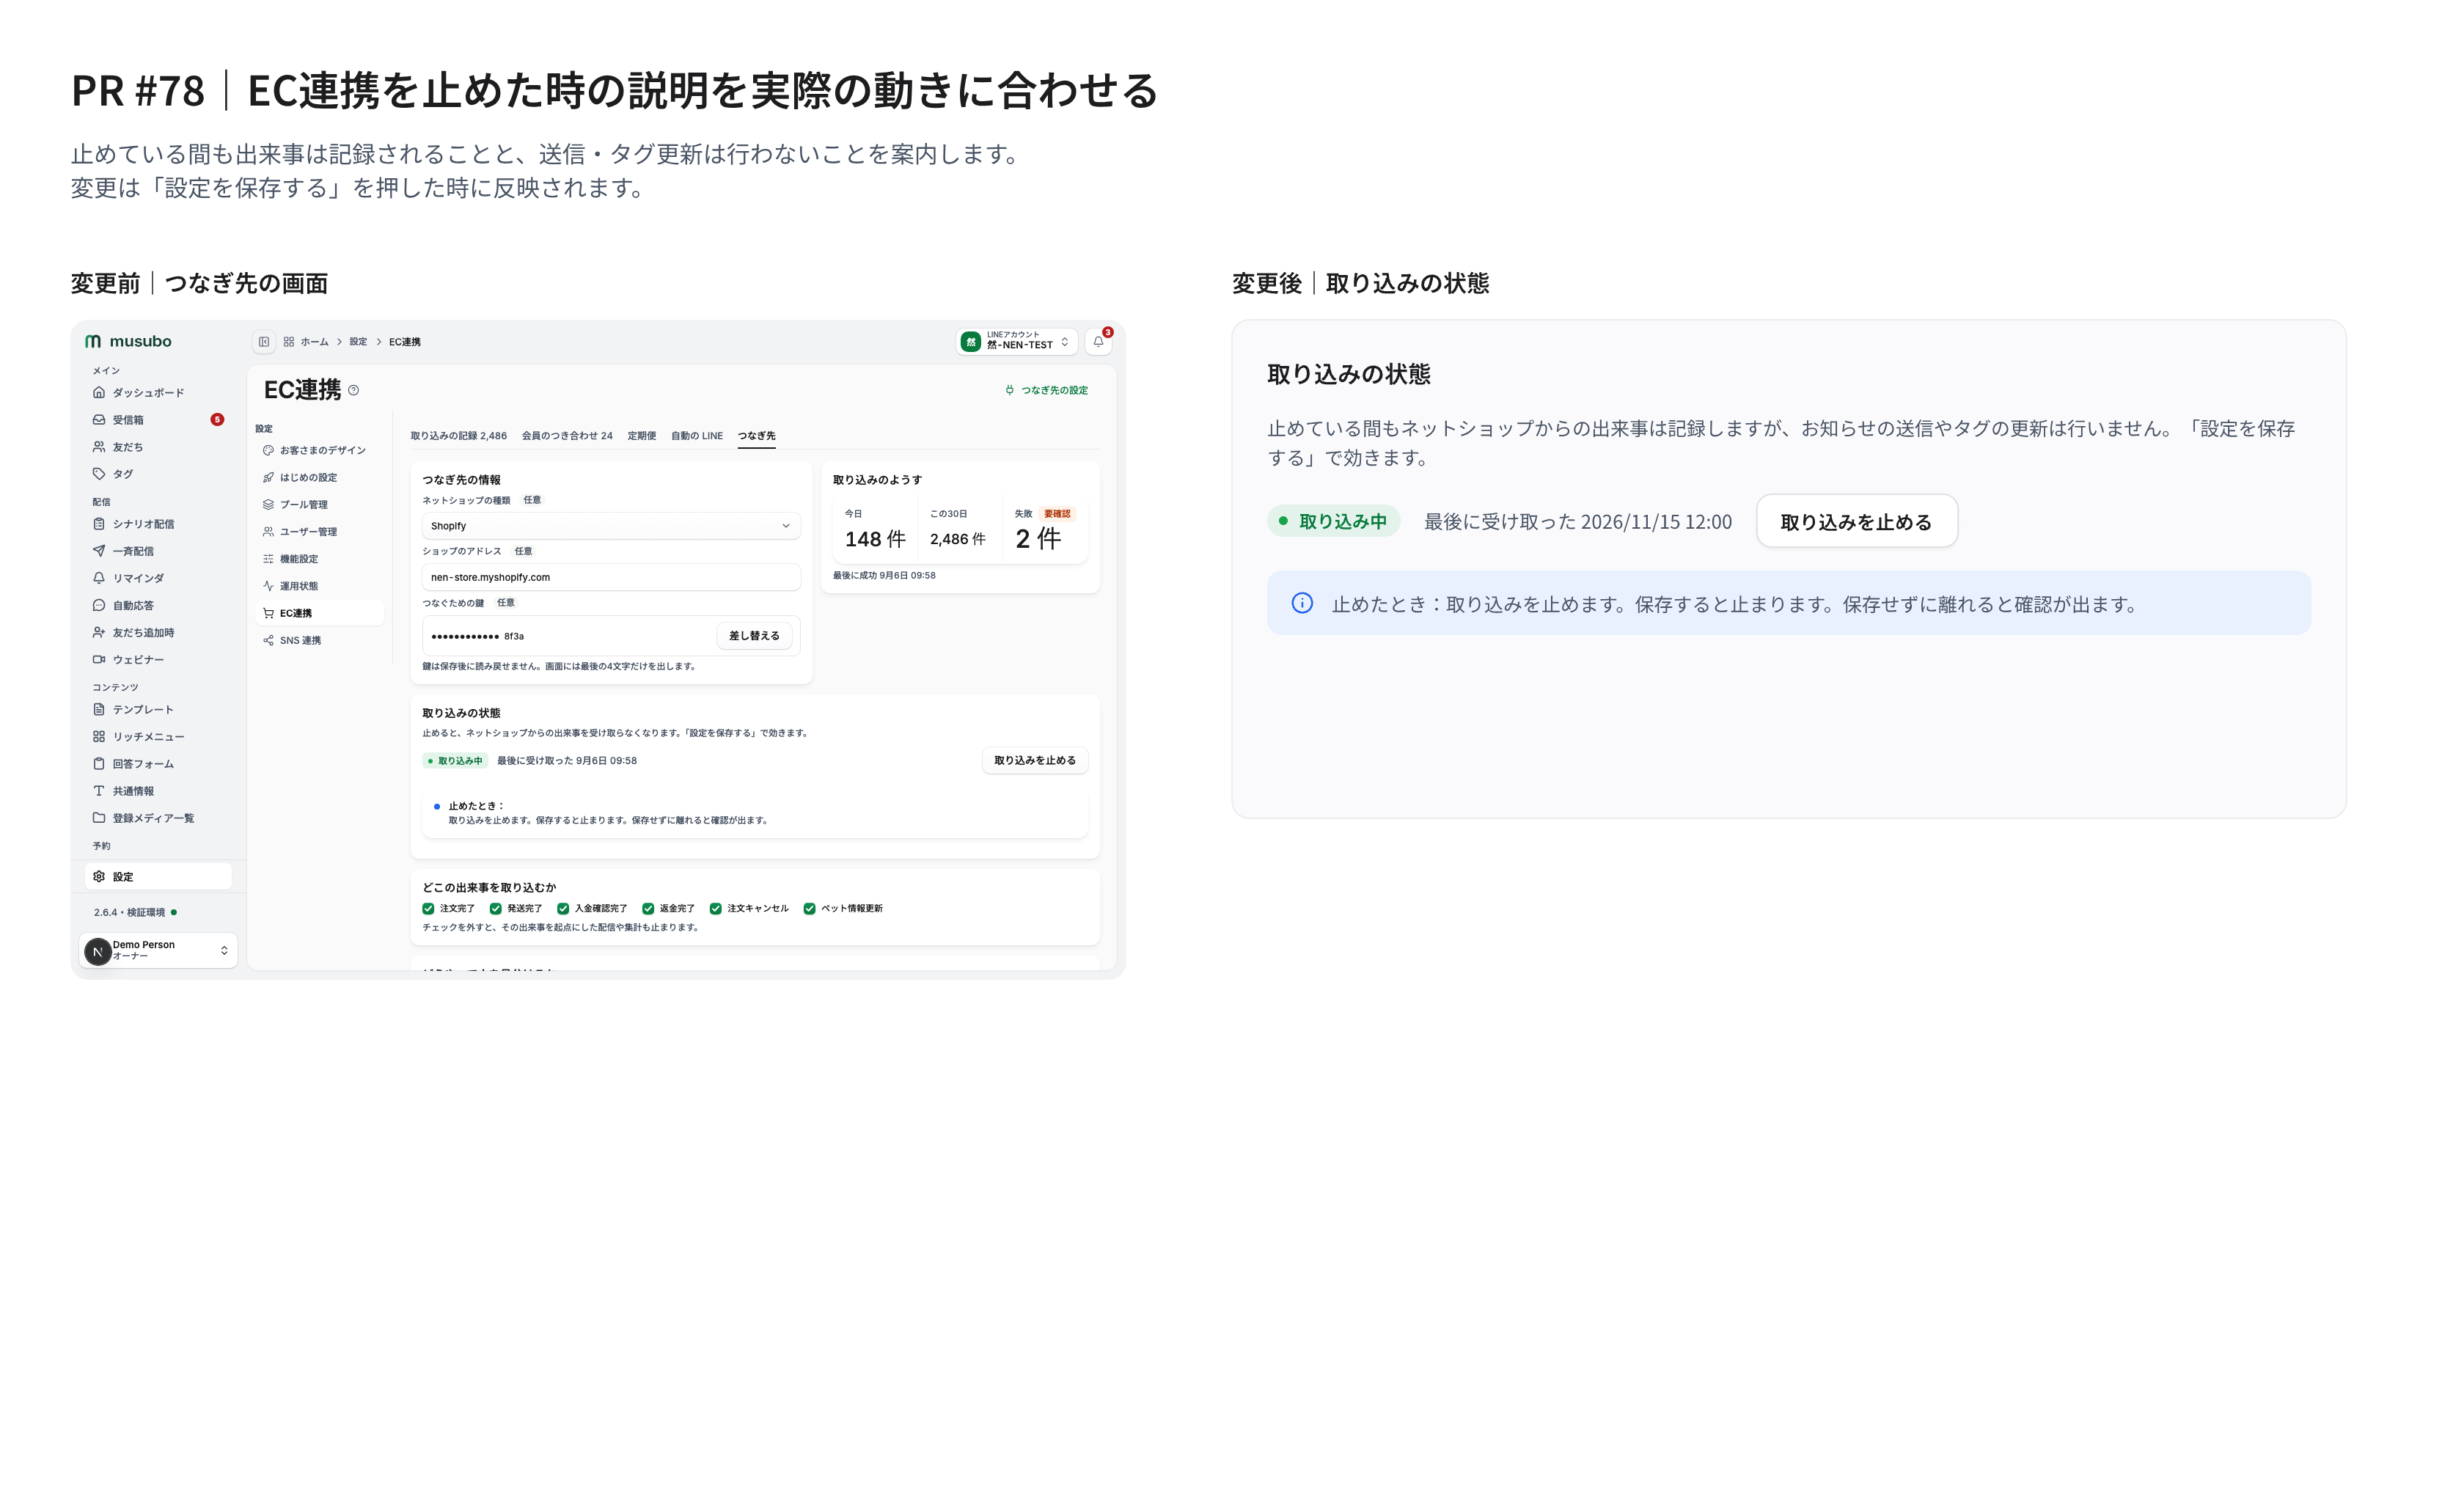 PR #78｜EC連携を止めた時の説明を実際の動きに合わせる
止めている間も出来事は記録されることと、送信・タグ更新は行わないことを案内します。
変更は「設定を保存する」を押した時に反映されます。
変更前｜つなぎ先の画面
musubo
ホーム > 設定 > EC連携
LINEアカウント
然 然-NEN-TEST
3
メイン
ダッシュボード
受信箱 5
友だち
タグ
配信
シナリオ配信
一斉配信
リマインダ
自動応答
友だち追加時
ウェビナー
コンテンツ
テンプレート
リッチメニュー
回答フォーム
共通情報
登録メディア一覧
予約
設定
2.6.4・検証環境
N Demo Person
オーナー
EC連携
つなぎ先の設定
設定
お客さまのデザイン
はじめの設定
プール管理
ユーザー管理
機能設定
運用状態
EC連携
SNS 連携
取り込みの記録 2,486 会員のつき合わせ 24 定期便 自動の LINE つなぎ先
つなぎ先の情報
ネットショップの種類 任意
Shopify
ショップのアドレス 任意
nen-store.myshopify.com
つなぐための鍵 任意
•••••••••••• 8f3a 差し替える
鍵は保存後に読み戻せません。画面には最後の4文字だけを出します。
取り込みのようす
今日 この30日 失敗 要確認
148 件 2,486 件 2 件
最後に成功 9月6日 09:58
取り込みの状態
止めると、ネットショップからの出来事を受け取らなくなります。「設定を保存する」で効きます。
取り込み中 最後に受け取った 9月6日 09:58 取り込みを止める
止めたとき：
取り込みを止めます。保存すると止まります。保存せずに離れると確認が出ます。
どこの出来事を取り込むか
注文完了 発送完了 入金確認完了 返金完了 注文キャンセル ペット情報更新
チェックを外すと、その出来事を起点にした配信や集計も止まります。
変更後｜取り込みの状態
取り込みの状態
止めている間もネットショップからの出来事は記録しますが、お知らせの送信やタグの更新は行いません。「設定を保存
する」で効きます。
取り込み中 最後に受け取った 2026/11/15 12:00 取り込みを止める
止めたとき：取り込みを止めます。保存すると止まります。保存せずに離れると確認が出ます。